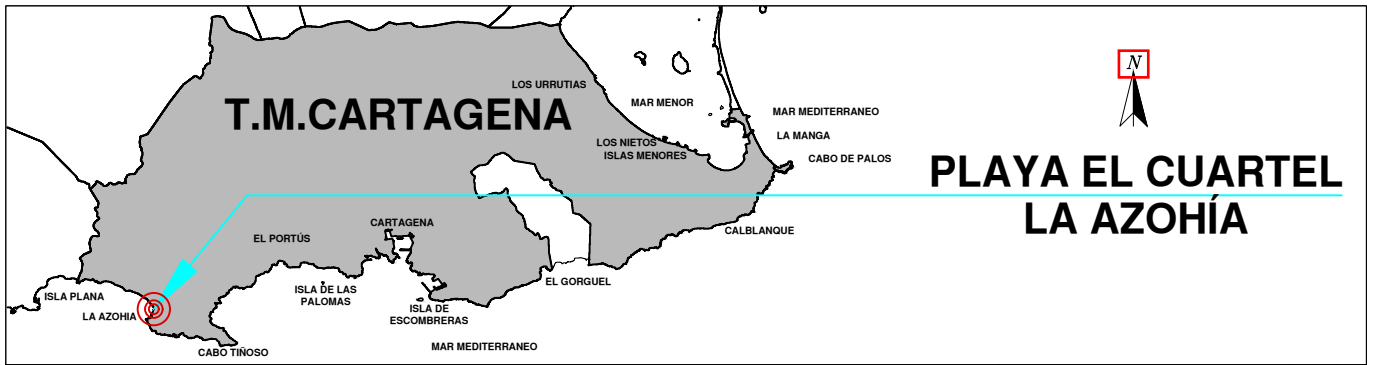 N
LOS URRUTIAS
MAR MENOR
T.M.CARTAGENA
MAR MEDITERRANEO
LA MANGA
LOS NIETOS
ISLAS MENORES
CABO DE PALOS
PLAYA EL CUARTEL
LA AZOHÍA
CARTAGENA
CALBLANQUE
EL PORTÚS
EL GORGUEL
ISLA DE LAS
PALOMAS
ISLA PLANA
LA AZOHIA
ISLA DE
ESCOMBRERAS
CABO TIÑOSO
MAR MEDITERRANEO